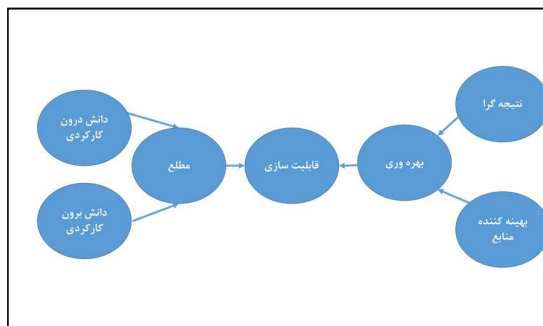 نتیجه گرا
دانش درون
کارکردی
بهره وری
قابلیت سازی
مطلع
دانش برون
کارکردی
بهینه کننده
منابع